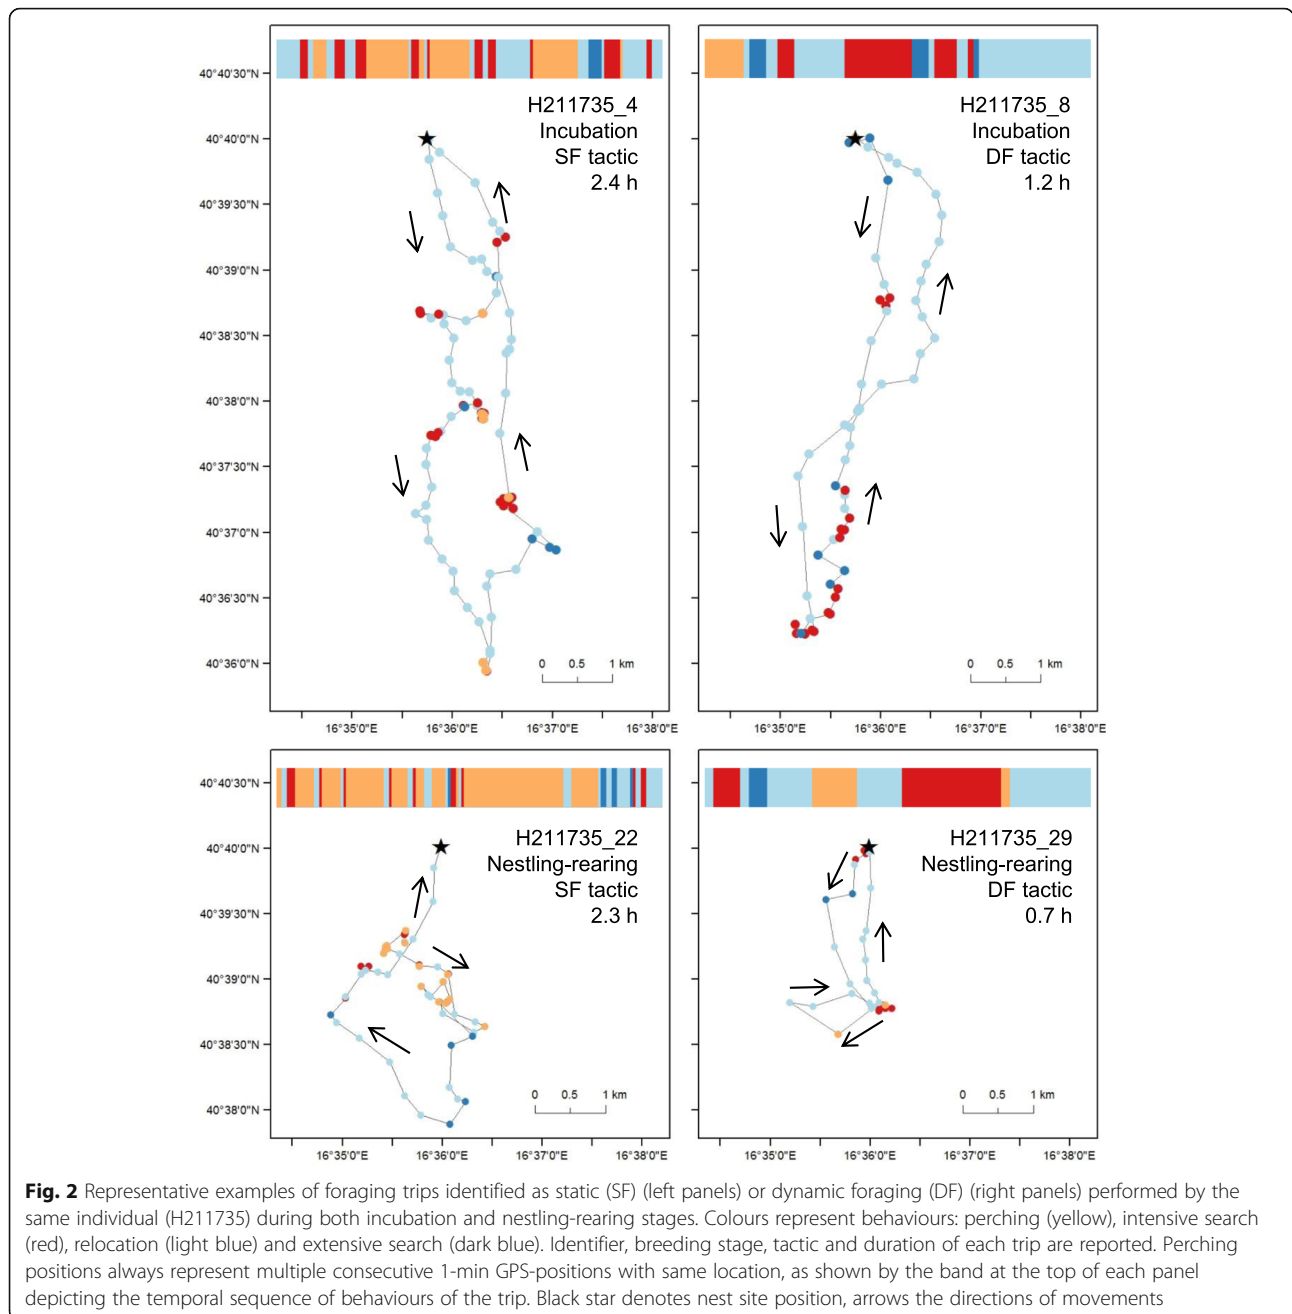 H211735_4
Incubation
SF tactic
2.4 h
40°40'30"N
40°40'0"N
40°39'30"N
40°39'0"N
40°38'30"N
40°38'0"N
40°37'30"N
40°37'0"N
40°36'30"N
40°36'0"N
0 0.5 1 km
16°35'0"E 16°36'0"E 16°37'0"E 16°38'0"E
H211735_8
Incubation
DF tactic
1.2 h
0 0.5 1 km
16°35'0"E 16°36'0"E 16°37'0"E 16°38'0"E
H211735_22
Nestling-rearing
SF tactic
2.3 h
40°40'30"N
40°40'0"N
40°39'30"N
40°39'0"N
40°38'30"N
40°38'0"N
0 0.5 1 km
16°35'0"E 16°36'0"E 16°37'0"E 16°38'0"E
H211735_29
Nestling-rearing
DF tactic
0.7 h
0 0.5 1 km
16°35'0"E 16°36'0"E 16°37'0"E 16°38'0"E
Fig. 2 Representative examples of foraging trips identified as static (SF) (left panels) or dynamic foraging (DF) (right panels) performed by the
same individual (H211735) during both incubation and nestling-rearing stages. Colours represent behaviours: perching (yellow), intensive search
(red), relocation (light blue) and extensive search (dark blue). Identifier, breeding stage, tactic and duration of each trip are reported. Perching
positions always represent multiple consecutive 1-min GPS-positions with same location, as shown by the band at the top of each panel
depicting the temporal sequence of behaviours of the trip. Black star denotes nest site position, arrows the directions of movements